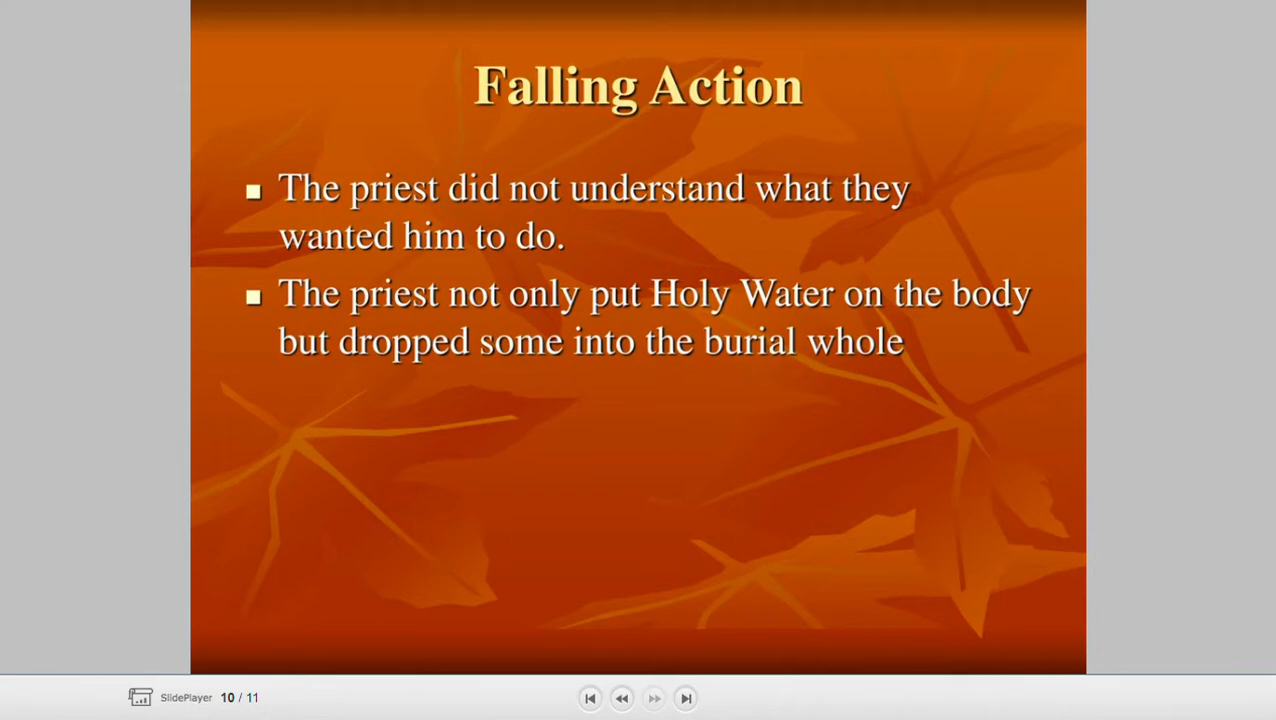 Falling Action
The priest did not understand what they
wanted him to do.
The priest not only put Holy Water on the body
but dropped some into the burial whole
SlidePlayer 10 / 11